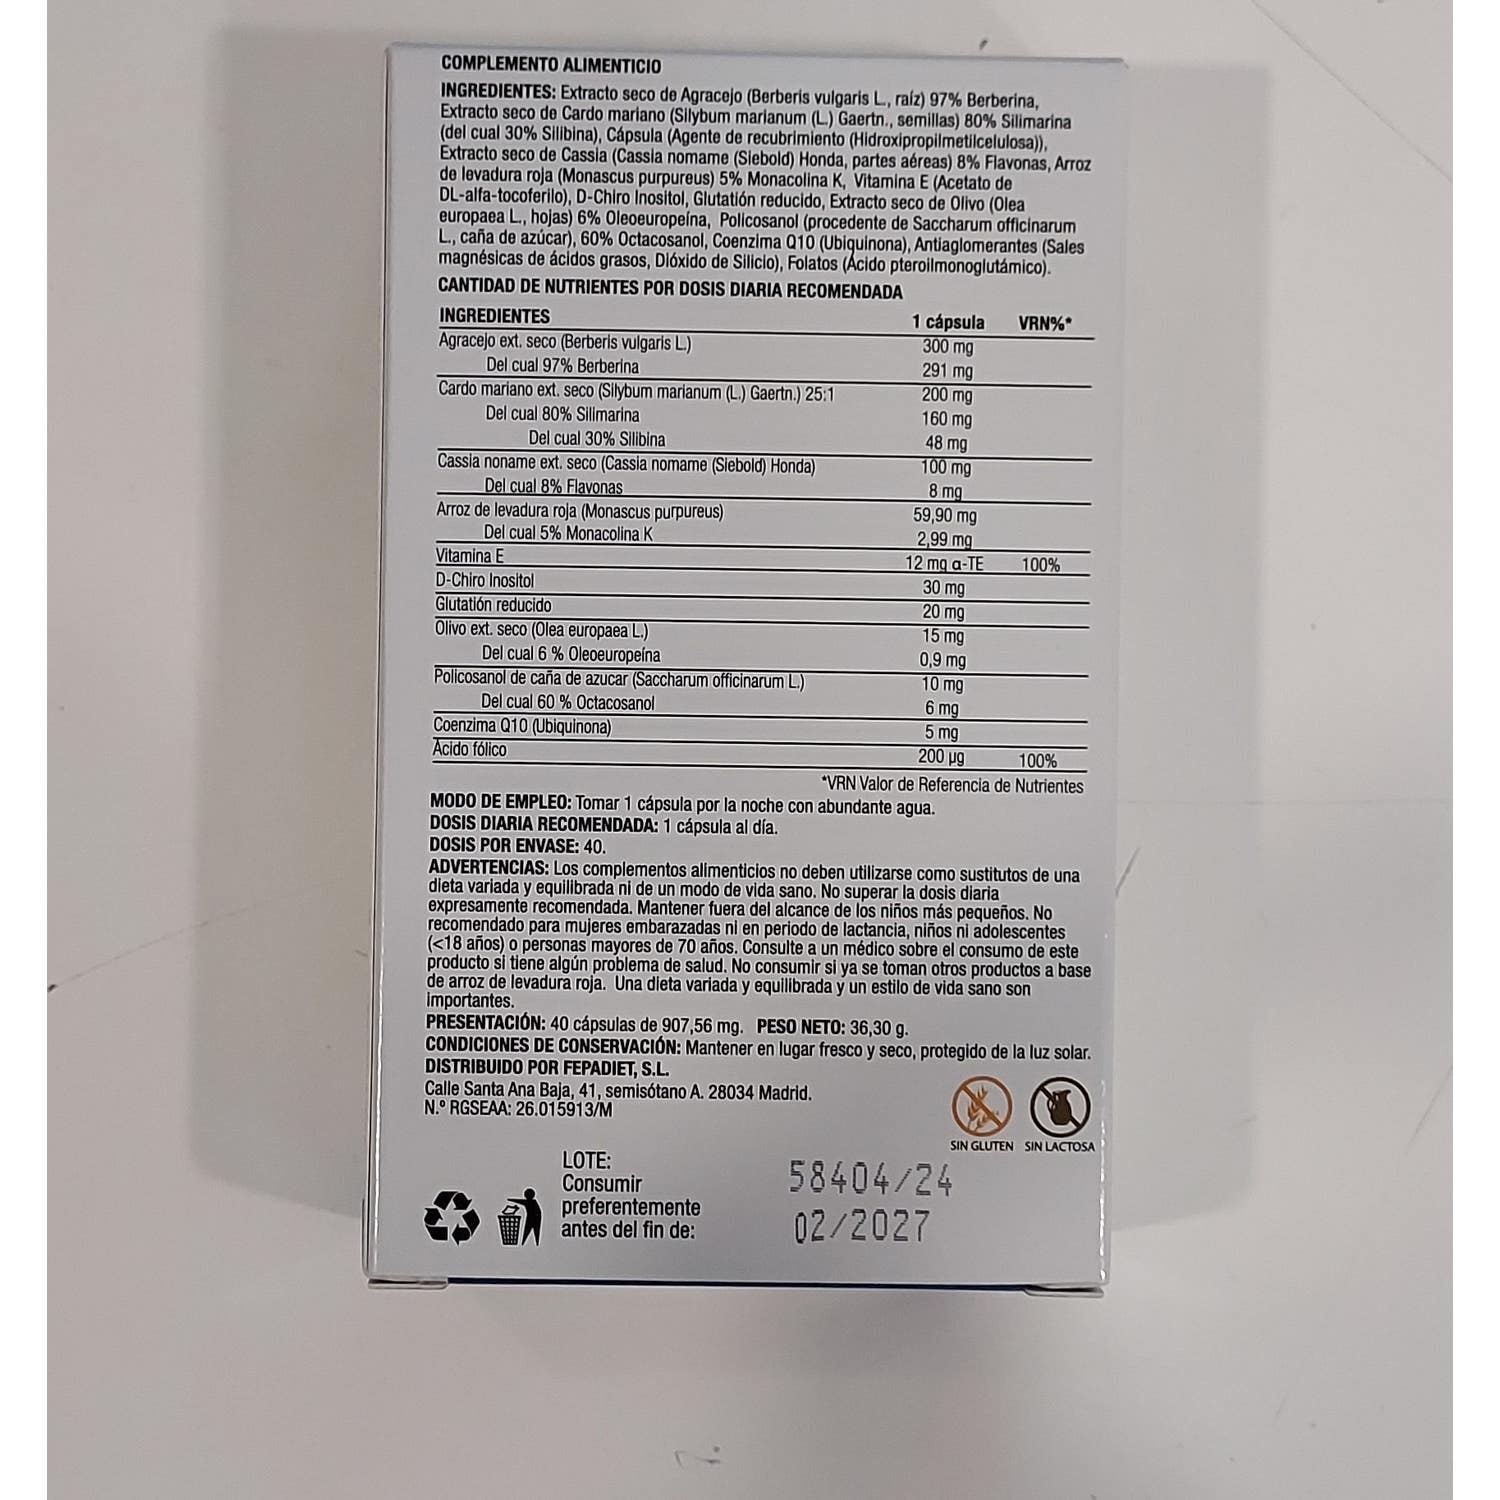 COMPLEMENTO ALIMENTICIO
INGREDIENTES: Extracto seco de Agracejo (Berberis vulgaris L., raíz) 97% Berberina,
Extracto seco de Cardo mariano (Silybum marianum (L.) Gaertn., semillas) 80% Silimarina
(del cual 30% Silibina), Cápsula (Agente de recubrimiento (Hidroxipropilmetilcelulosa)),
Extracto seco de Cassia (Cassia nomame (Siebold) Honda, partes aéreas) 8% Flavonas, Arroz
de levadura roja (Monascus purpureus) 5% Monacolina K, Vitamina E (Acetato de
DL-alfa-tocoferilo), D-Chiro Inositol, Glutatión reducido, Extracto seco de Olivo (Olea
europaea L., hojas) 6% Oleoeuropeína, Policosanol (procedente de Saccharum officinarum
L., caña de azúcar), 60% Octacosanol, Coenzima Q10 (Ubiquinona), Antiaglomerantes (Sales
magnésicas de ácidos grasos, Dióxido de Silicio), Folatos (Ácido pteroilmonoglutámico).
CANTIDAD DE NUTRIENTES POR DOSIS DIARIA RECOMENDADA
INGREDIENTES 1 cápsula VRN%*
Agracejo ext. seco (Berberis vulgaris L.) 300 mg
Del cual 97% Berberina 291 mg
Cardo mariano ext. seco (Silybum marianum (L.) Gaertn.) 25:1 200 mg
Del cual 80% Silimarina 160 mg
Del cual 30% Silibina 48 mg
Cassia noname ext. seco (Cassia nomame (Siebold) Honda) 100 mg
Del cual 8% Flavonas 8 mg
Arroz de levadura roja (Monascus purpureus) 59,90 mg
Del cual 5% Monacolina K 2,99 mg
Vitamina E 12 mg α-TE 100%
D-Chiro Inositol 30 mg
Glutatión reducido 20 mg
Olivo ext. seco (Olea europaea L.) 15 mg
Del cual 6 % Oleoeuropeína 0,9 mg
Policosanol de caña de azucar (Saccharum officinarum L.) 10 mg
Del cual 60 % Octacosanol 6 mg
Coenzima Q10 (Ubiquinona) 5 mg
Ácido fólico 200 µg 100%
*VRN Valor de Referencia de Nutrientes
MODO DE EMPLEO: Tomar 1 cápsula por la noche con abundante agua.
DOSIS DIARIA RECOMENDADA: 1 cápsula al día.
DOSIS POR ENVASE: 40.
ADVERTENCIAS: Los complementos alimenticios no deben utilizarse como sustitutos de una
dieta variada y equilibrada ni de un modo de vida sano. No superar la dosis diaria
expresamente recomendada. Mantener fuera del alcance de los niños más pequeños. No
recomendado para mujeres embarazadas ni en periodo de lactancia, niños ni adolescentes
(<18 años) o personas mayores de 70 años. Consulte a un médico sobre el consumo de este
producto si tiene algún problema de salud. No consumir si ya se toman otros productos a base
de arroz de levadura roja. Una dieta variada y equilibrada y un estilo de vida sano son
importantes.
PRESENTACIÓN: 40 cápsulas de 907,56 mg. PESO NETO: 36,30 g.
CONDICIONES DE CONSERVACIÓN: Mantener en lugar fresco y seco, protegido de la luz solar.
DISTRIBUIDO POR FEPADIET, S.L.
Calle Santa Ana Baja, 41, semisótano A. 28034 Madrid.
N.º RGSEAA: 26.015913/M
SIN GLUTEN SIN LACTOSA
LOTE: 58404/24
Consumir
preferentemente
antes del fin de: 02/2027